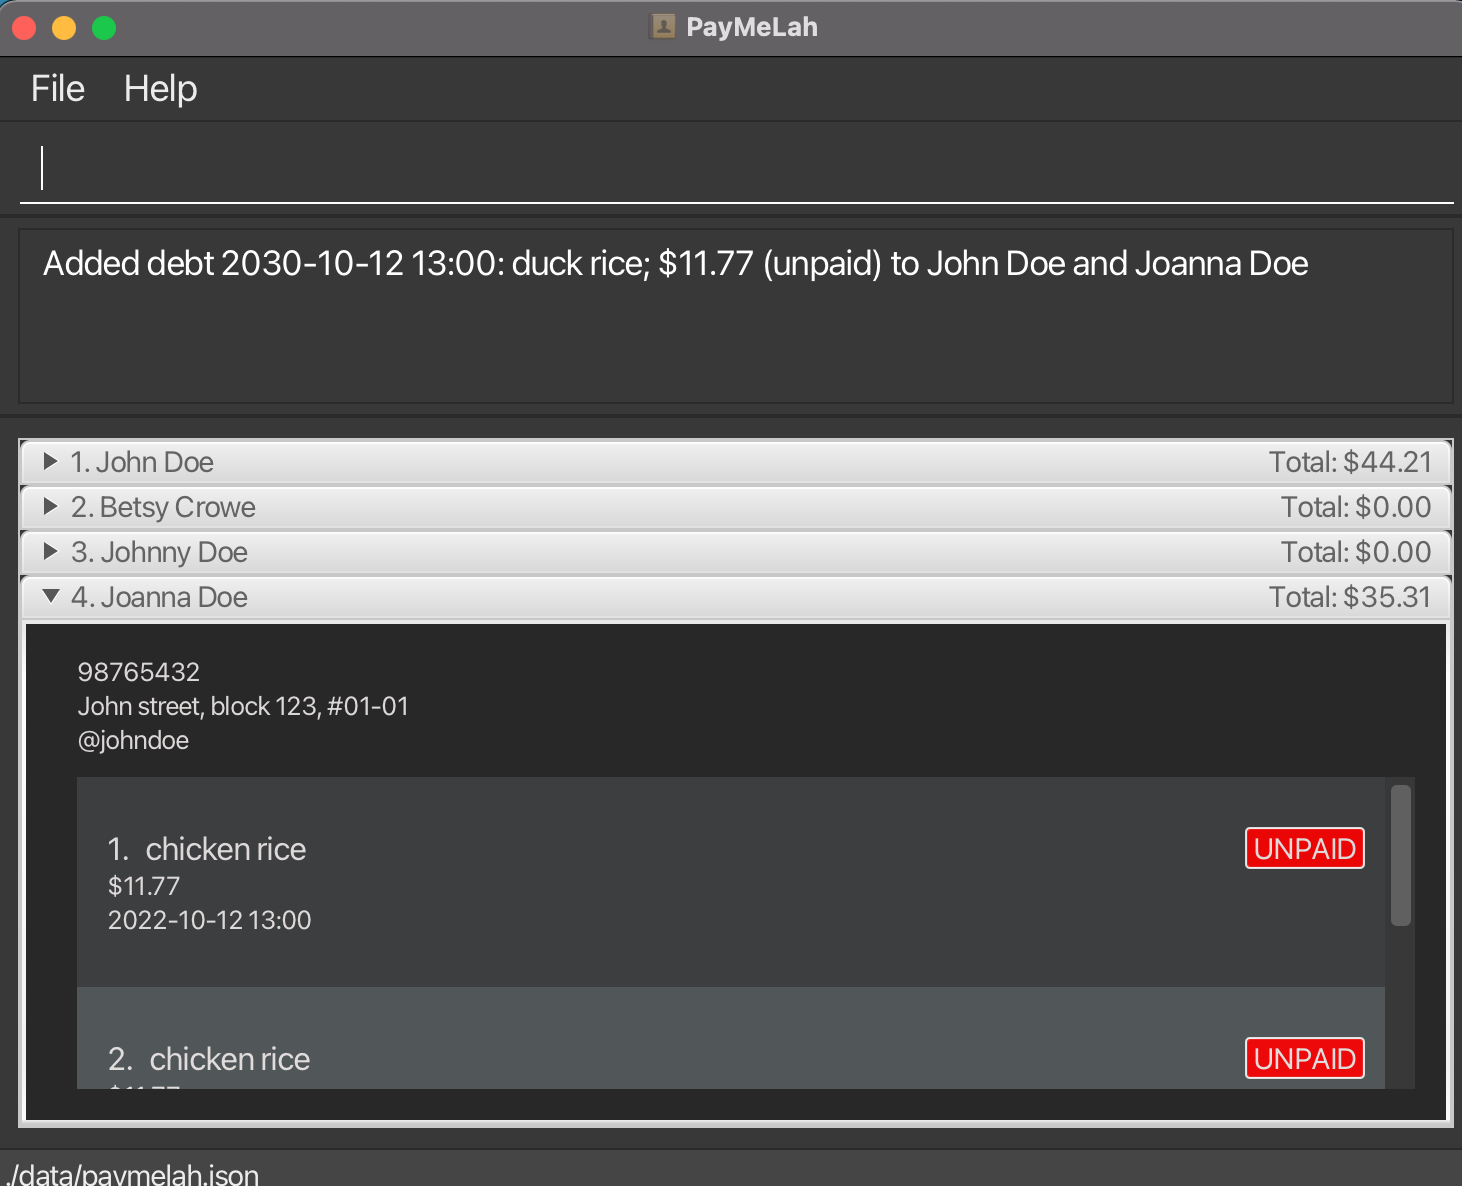 PayMeLah
File Help
Added debt 2030-10-12 13:00: duck rice; $11.77 (unpaid) to John Doe and Joanna Doe
1. John Doe Total: $44.21
2. Betsy Crowe Total: $0.00
3. Johnny Doe Total: $0.00
4. Joanna Doe Total: $35.31
98765432
John street, block 123, #01-01
@johndoe
1. chicken rice UNPAID
$11.77
2022-10-12 13:00
2. chicken rice UNPAID
./data/paymelah.json